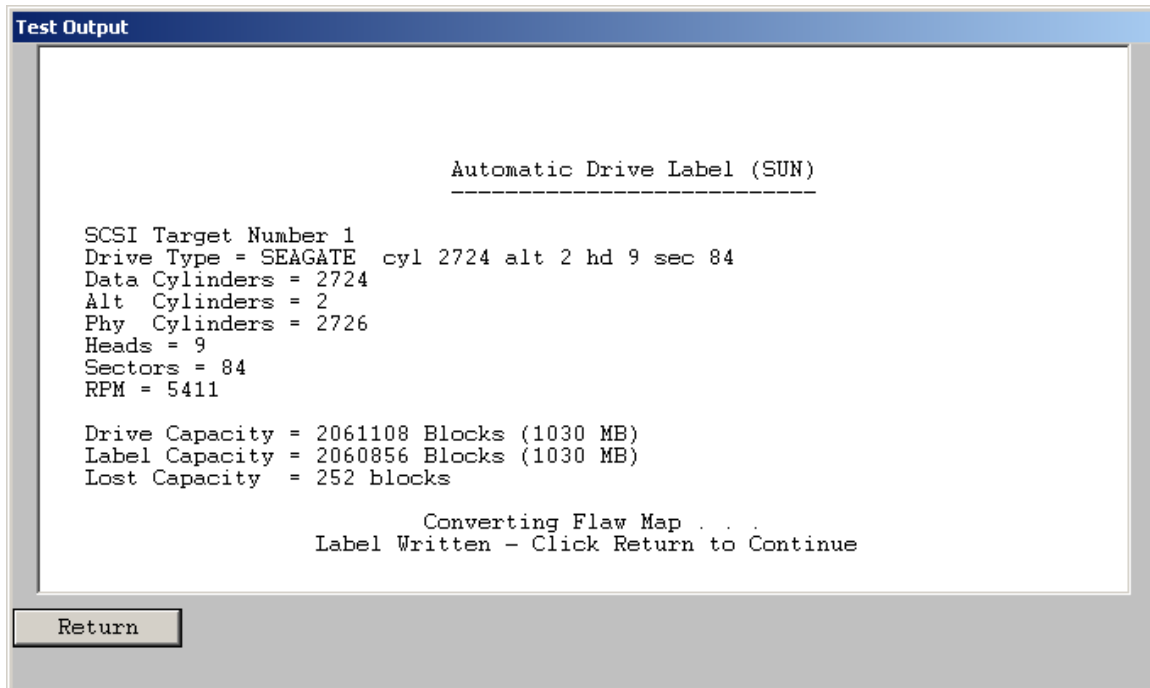 Test Output
Automatic Drive Label (SUN)
---------------------------
SCSI Target Number 1
Drive Type = SEAGATE  cyl 2724 alt 2 hd 9 sec 84
Data Cylinders = 2724
Alt  Cylinders = 2
Phy  Cylinders = 2726
Heads = 9
Sectors = 84
RPM = 5411
Drive Capacity = 2061108 Blocks (1030 MB)
Label Capacity = 2060856 Blocks (1030 MB)
Lost Capacity  = 252 blocks
Converting Flaw Map . . .
Label Written - Click Return to Continue
Return